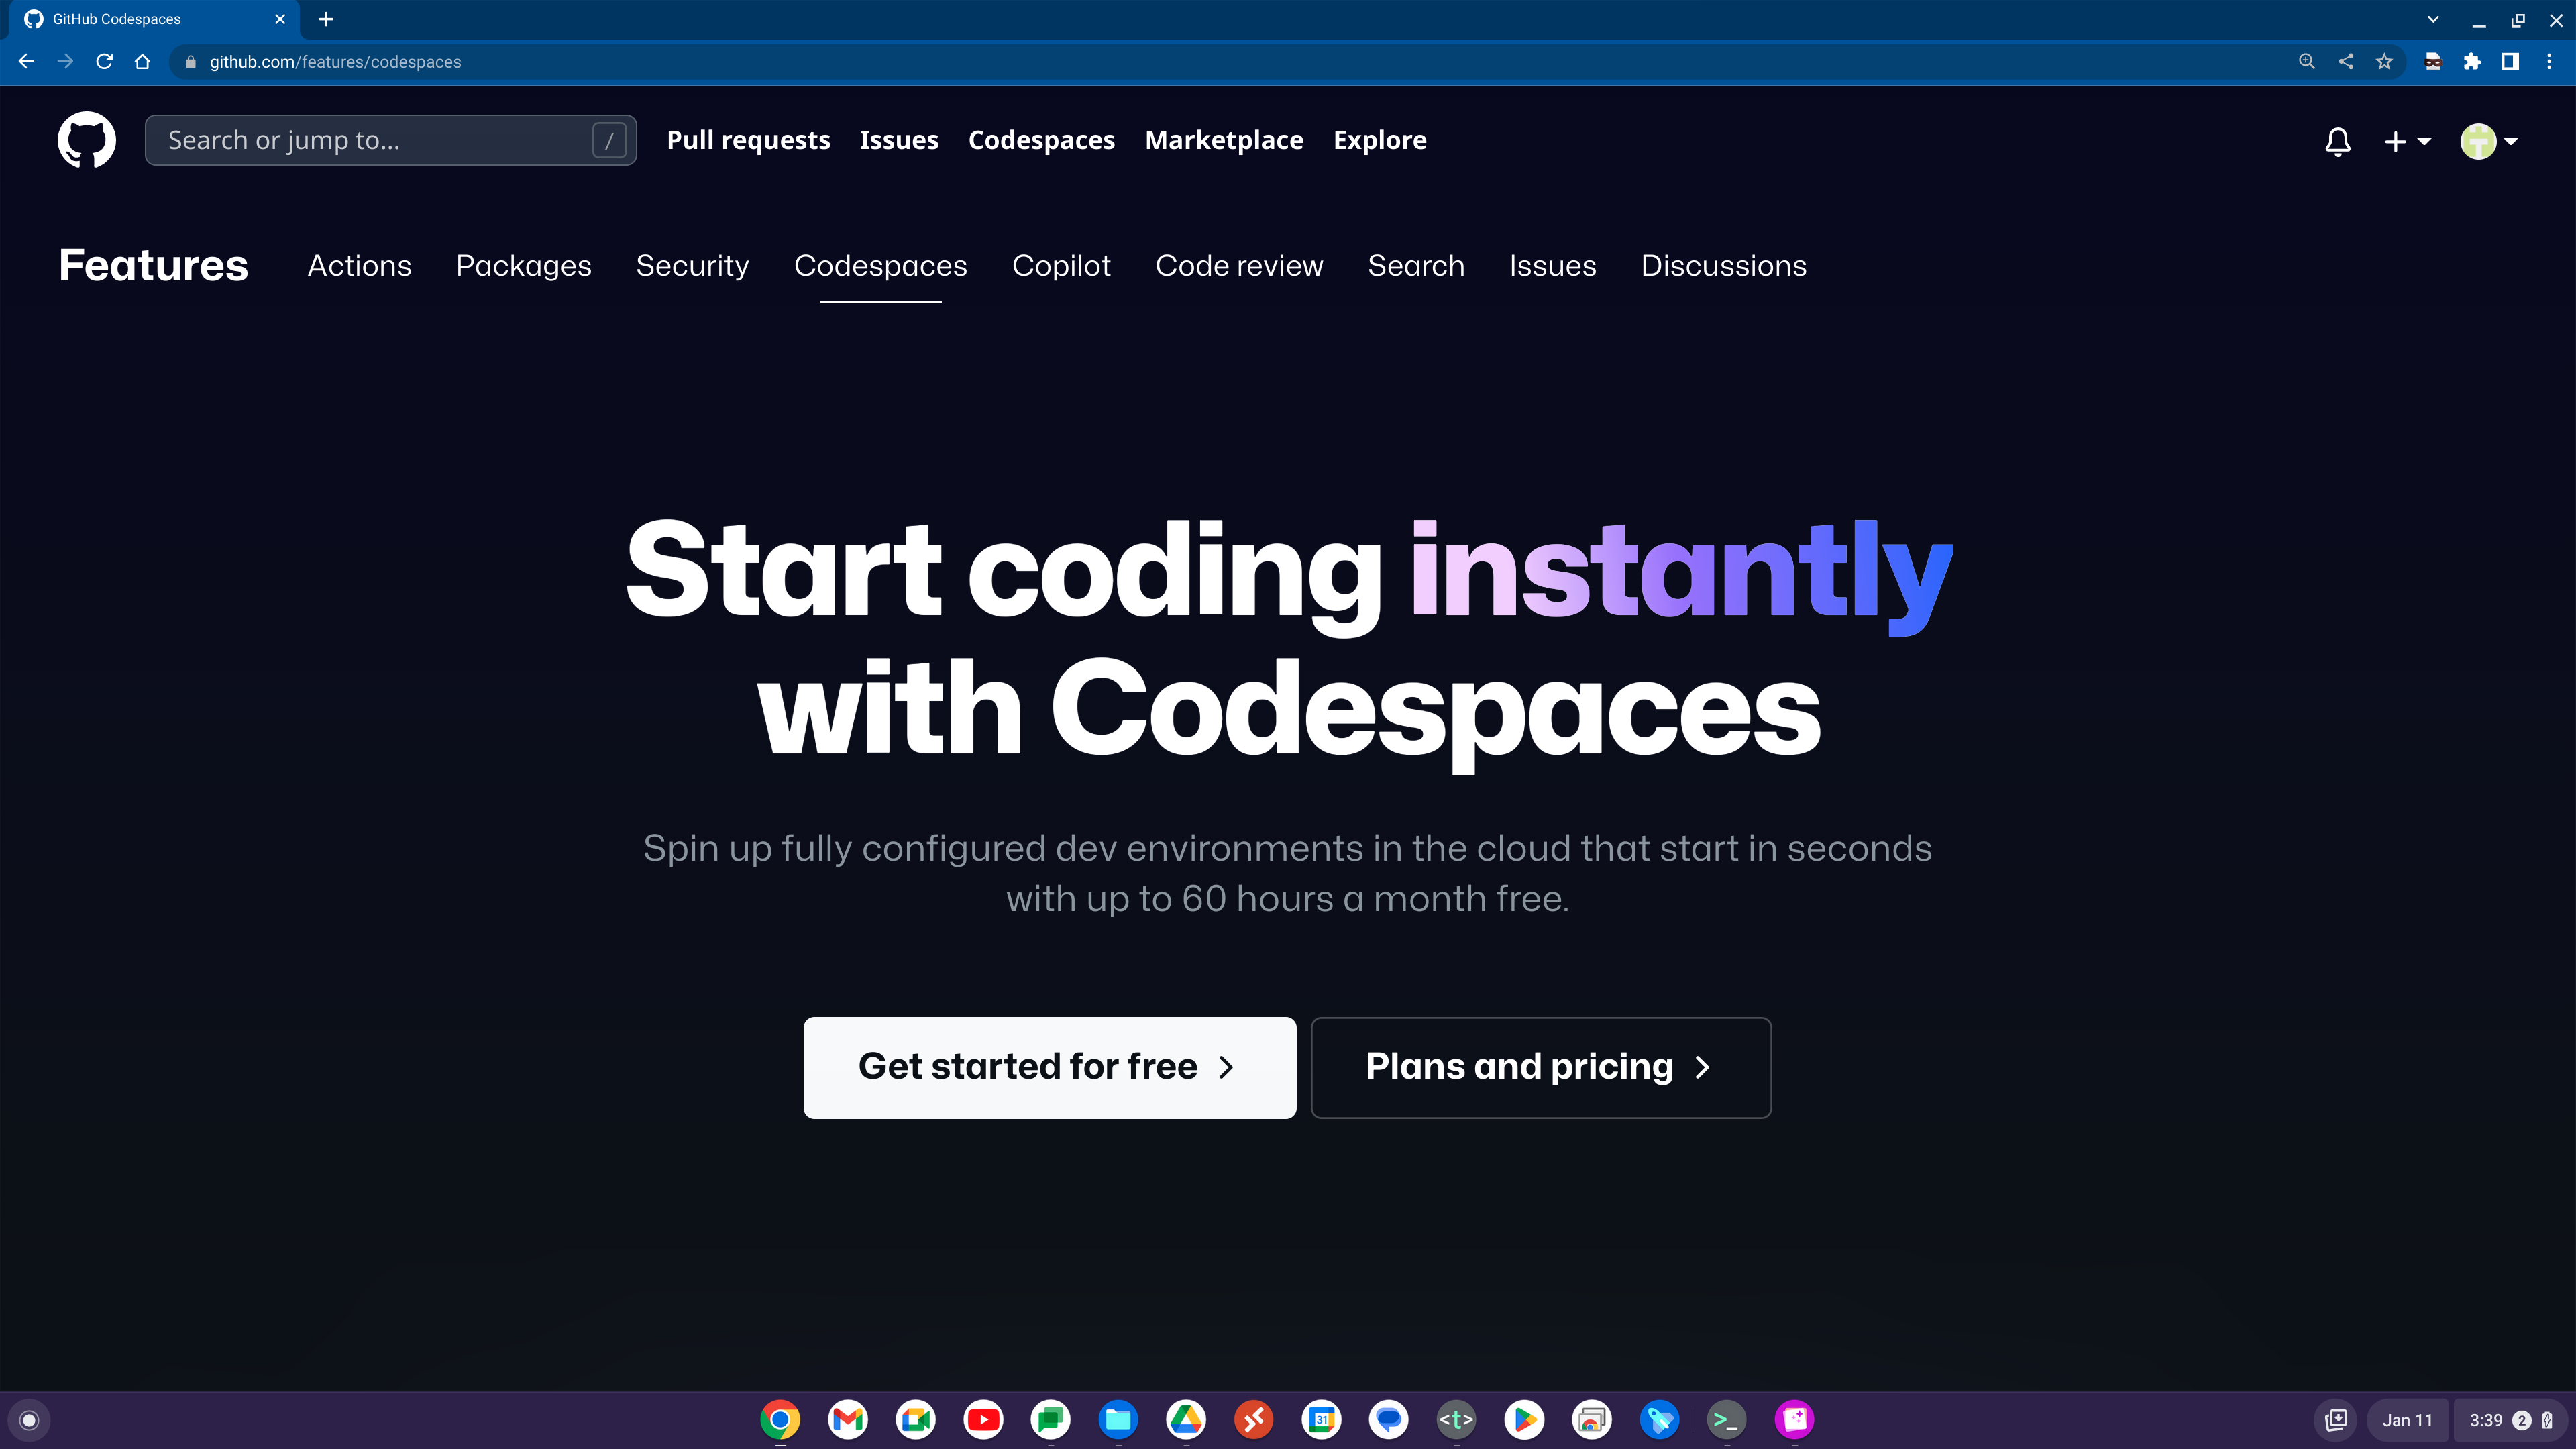 GitHub Codespaces
github.com/features/codespaces
Search or jump to... /
Pull requests Issues Codespaces Marketplace Explore
Features Actions Packages Security Codespaces Copilot Code review Search Issues Discussions
Start coding instantly
with Codespaces
Spin up fully configured dev environments in the cloud that start in seconds
with up to 60 hours a month free.
Get started for free
Plans and pricing
31
<t>
>_
Jan 11
3:39 2